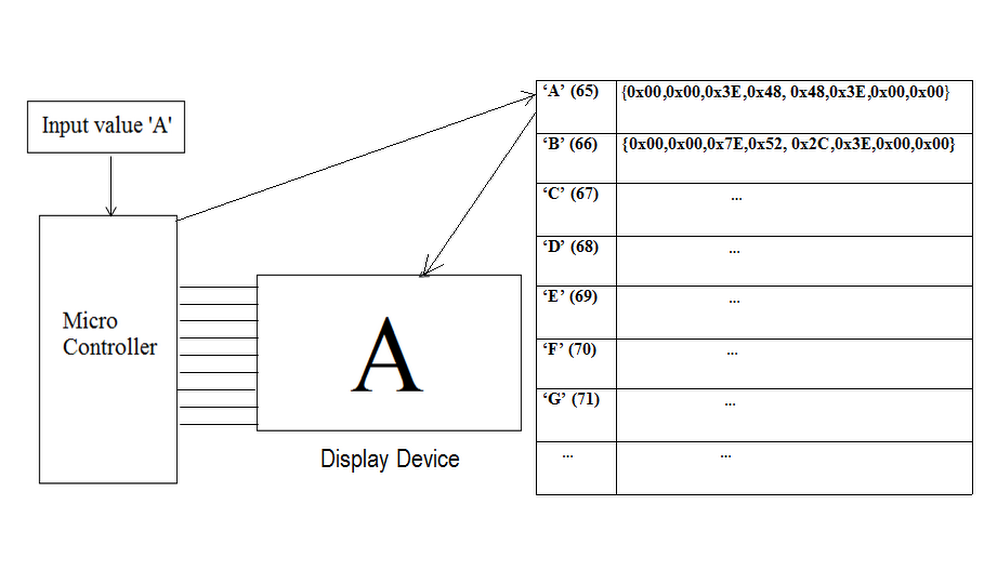 Input value 'A'
Micro
Controller
A
Display Device
‘A’ (65) {0x00,0x00,0x3E,0x48, 0x48,0x3E,0x00,0x00}
‘B’ (66) {0x00,0x00,0x7E,0x52, 0x2C,0x3E,0x00,0x00}
‘C’ (67) ...
‘D’ (68) ...
‘E’ (69) ...
‘F’ (70) ...
‘G’ (71) ...
... ...